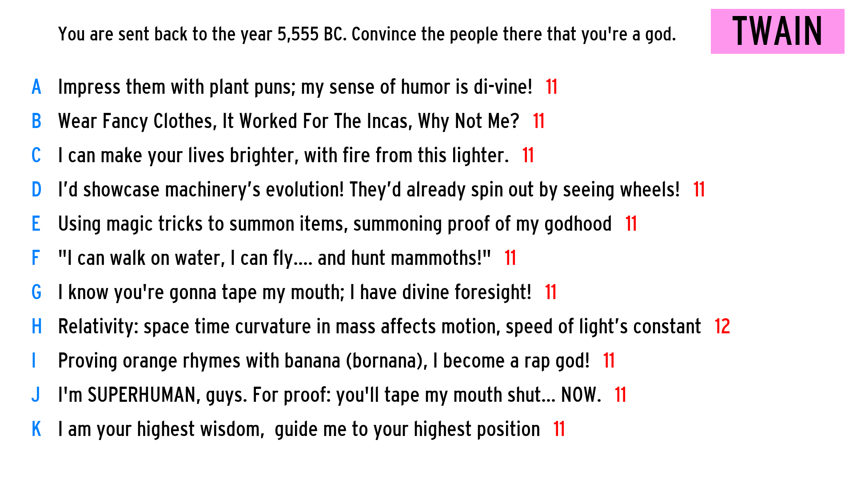 You are sent back to the year 5,555 BC. Convince the people there that you're a god.
TWAIN
A Impress them with plant puns; my sense of humor is di-vine! 11
B Wear Fancy Clothes, It Worked For The Incas, Why Not Me? 11
C I can make your lives brighter, with fire from this lighter. 11
D I’d showcase machinery’s evolution! They’d already spin out by seeing wheels! 11
E Using magic tricks to summon items, summoning proof of my godhood 11
F "I can walk on water, I can fly.... and hunt mammoths!" 11
G I know you're gonna tape my mouth; I have divine foresight! 11
H Relativity: space time curvature in mass affects motion, speed of light’s constant 12
I Proving orange rhymes with banana (bornana), I become a rap god! 11
J I'm SUPERHUMAN, guys. For proof: you'll tape my mouth shut... NOW. 11
K I am your highest wisdom,  guide me to your highest position 11